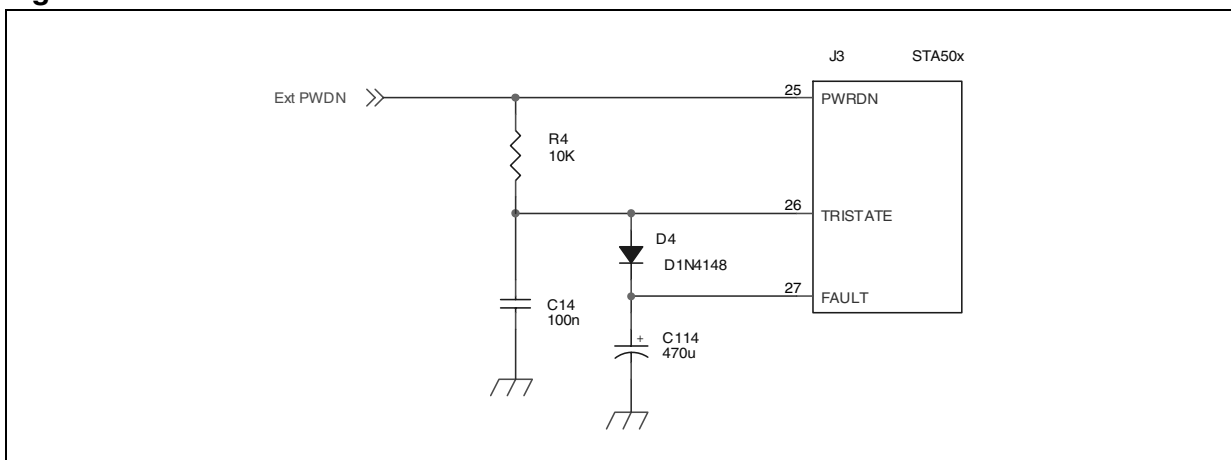 J3 STA50x
Ext PWDN 25 PWRDN
R4
10K
26 TRISTATE
D4
D1N4148
27 FAULT
C14
100n
C114
+
470u